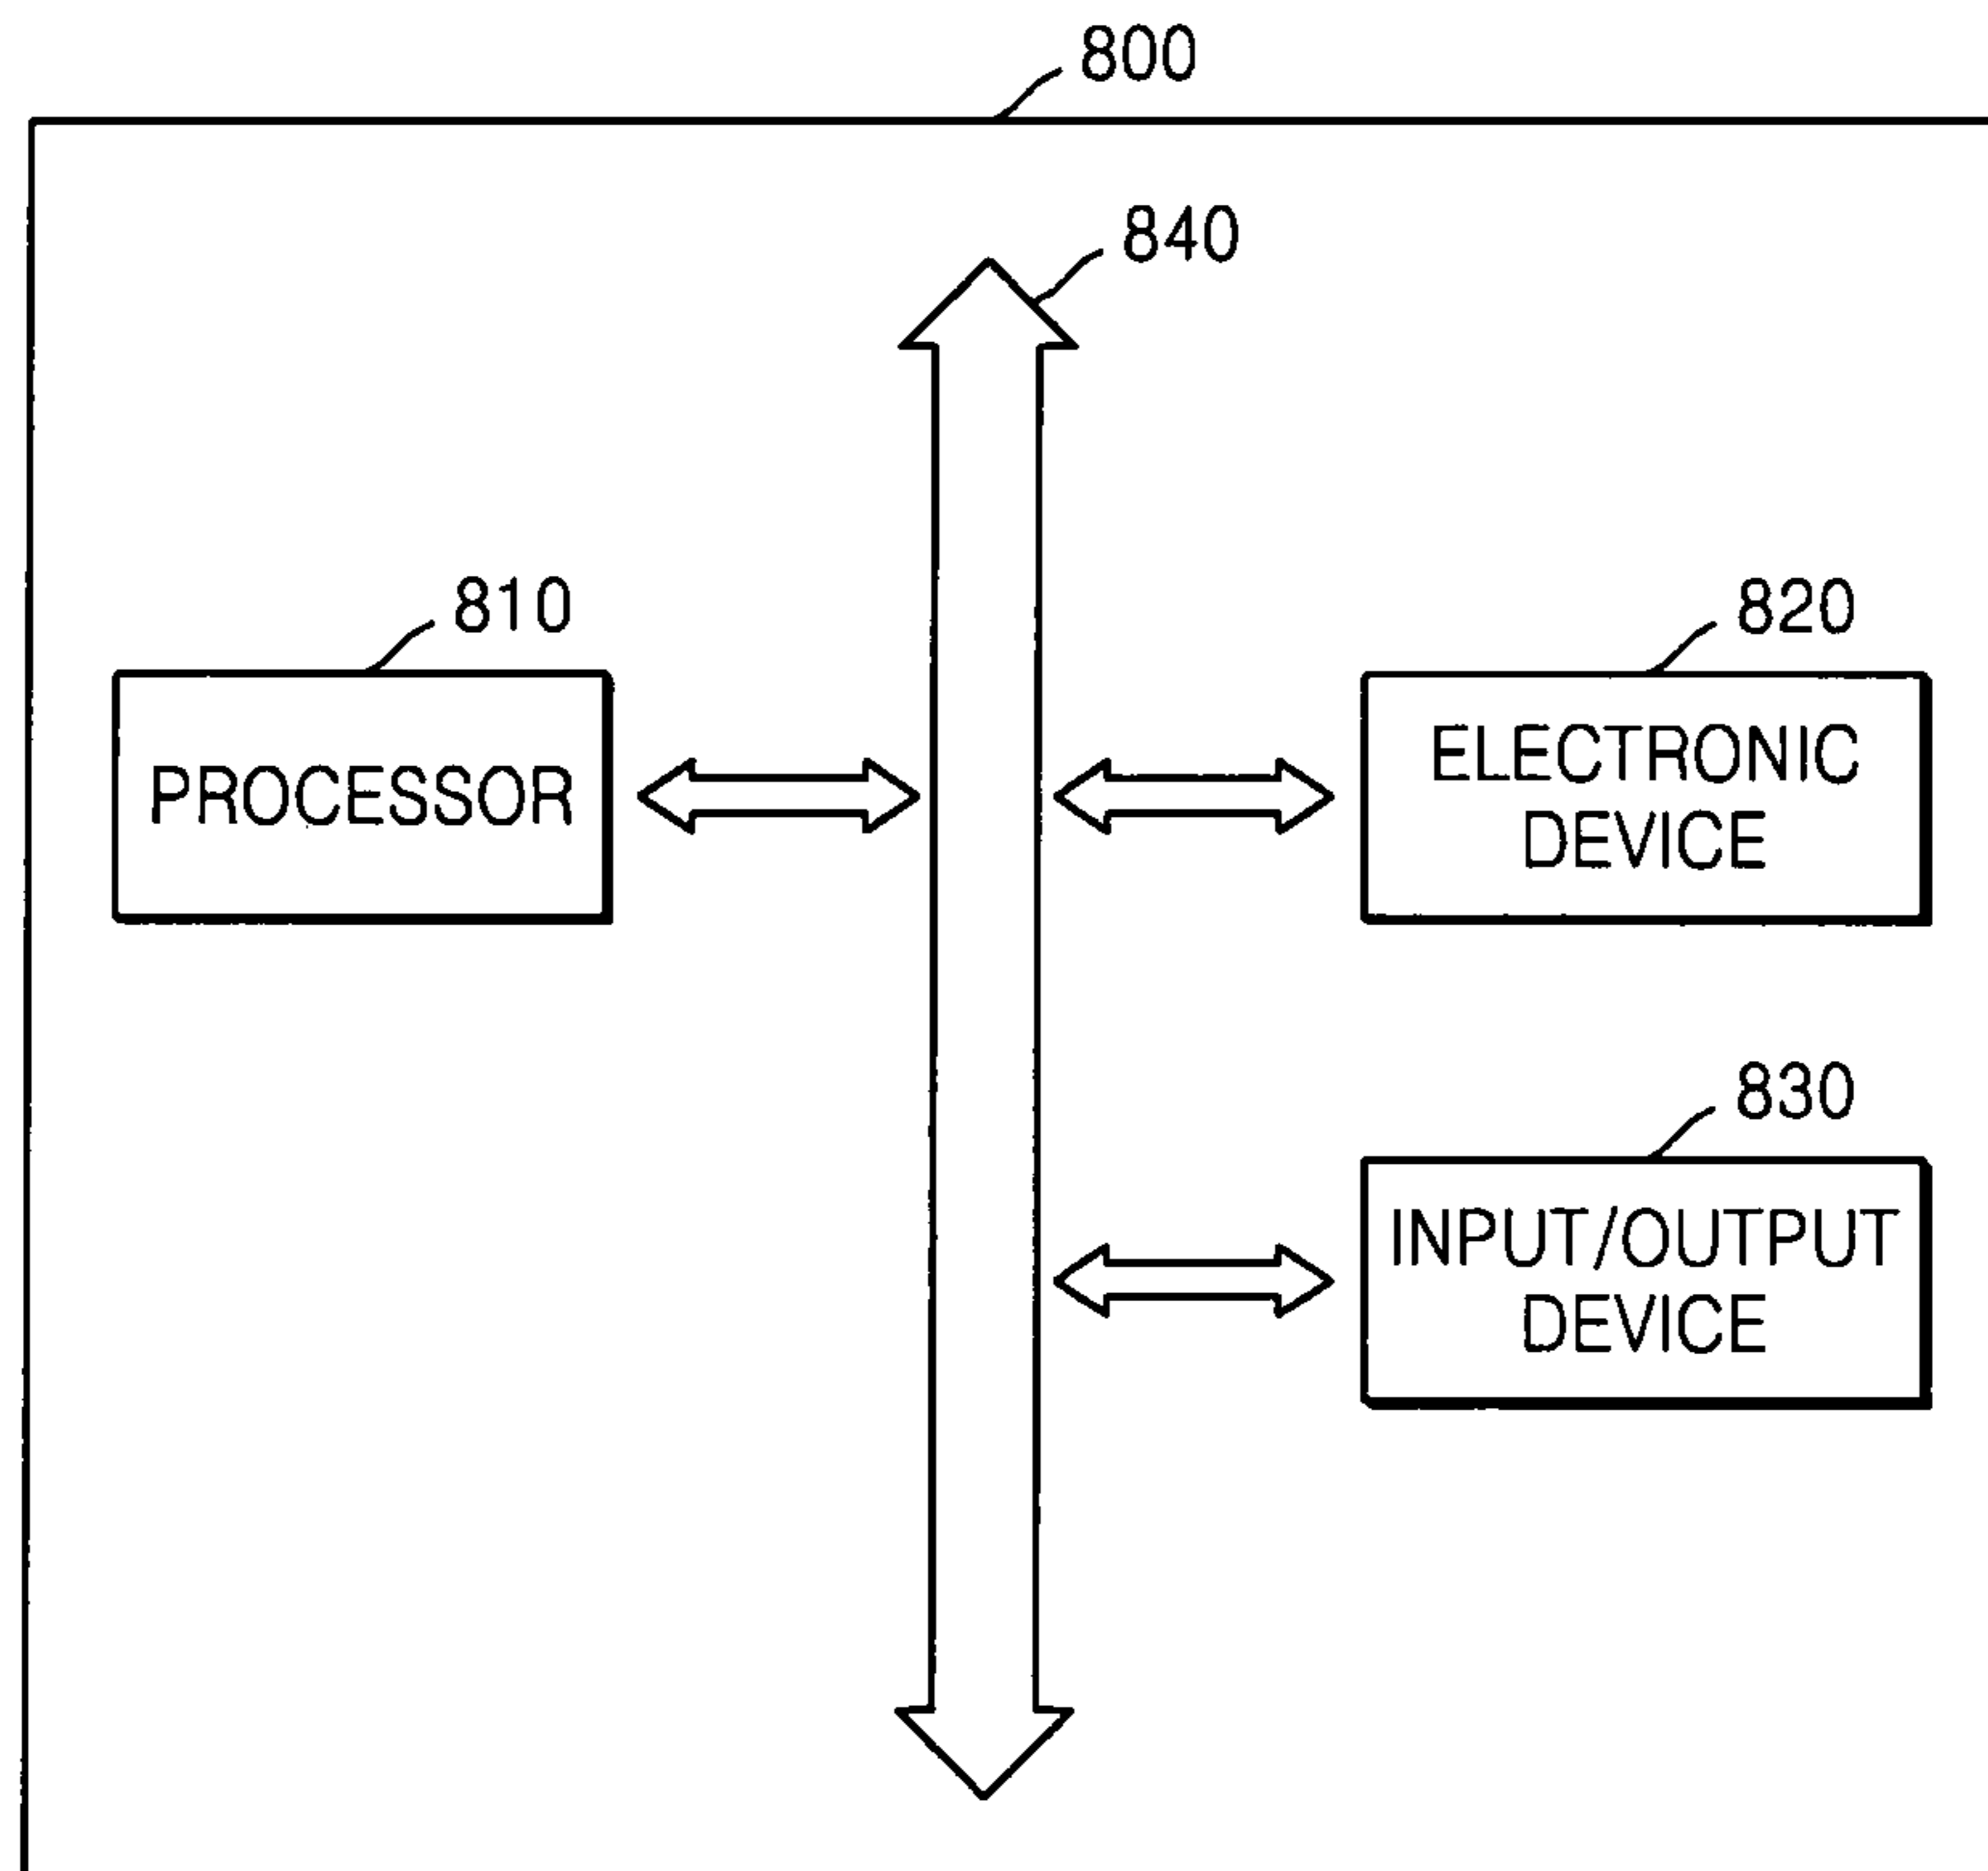 800
840
810
820
PROCESSOR
ELECTRONIC
DEVICE
830
INPUT/OUTPUT
DEVICE